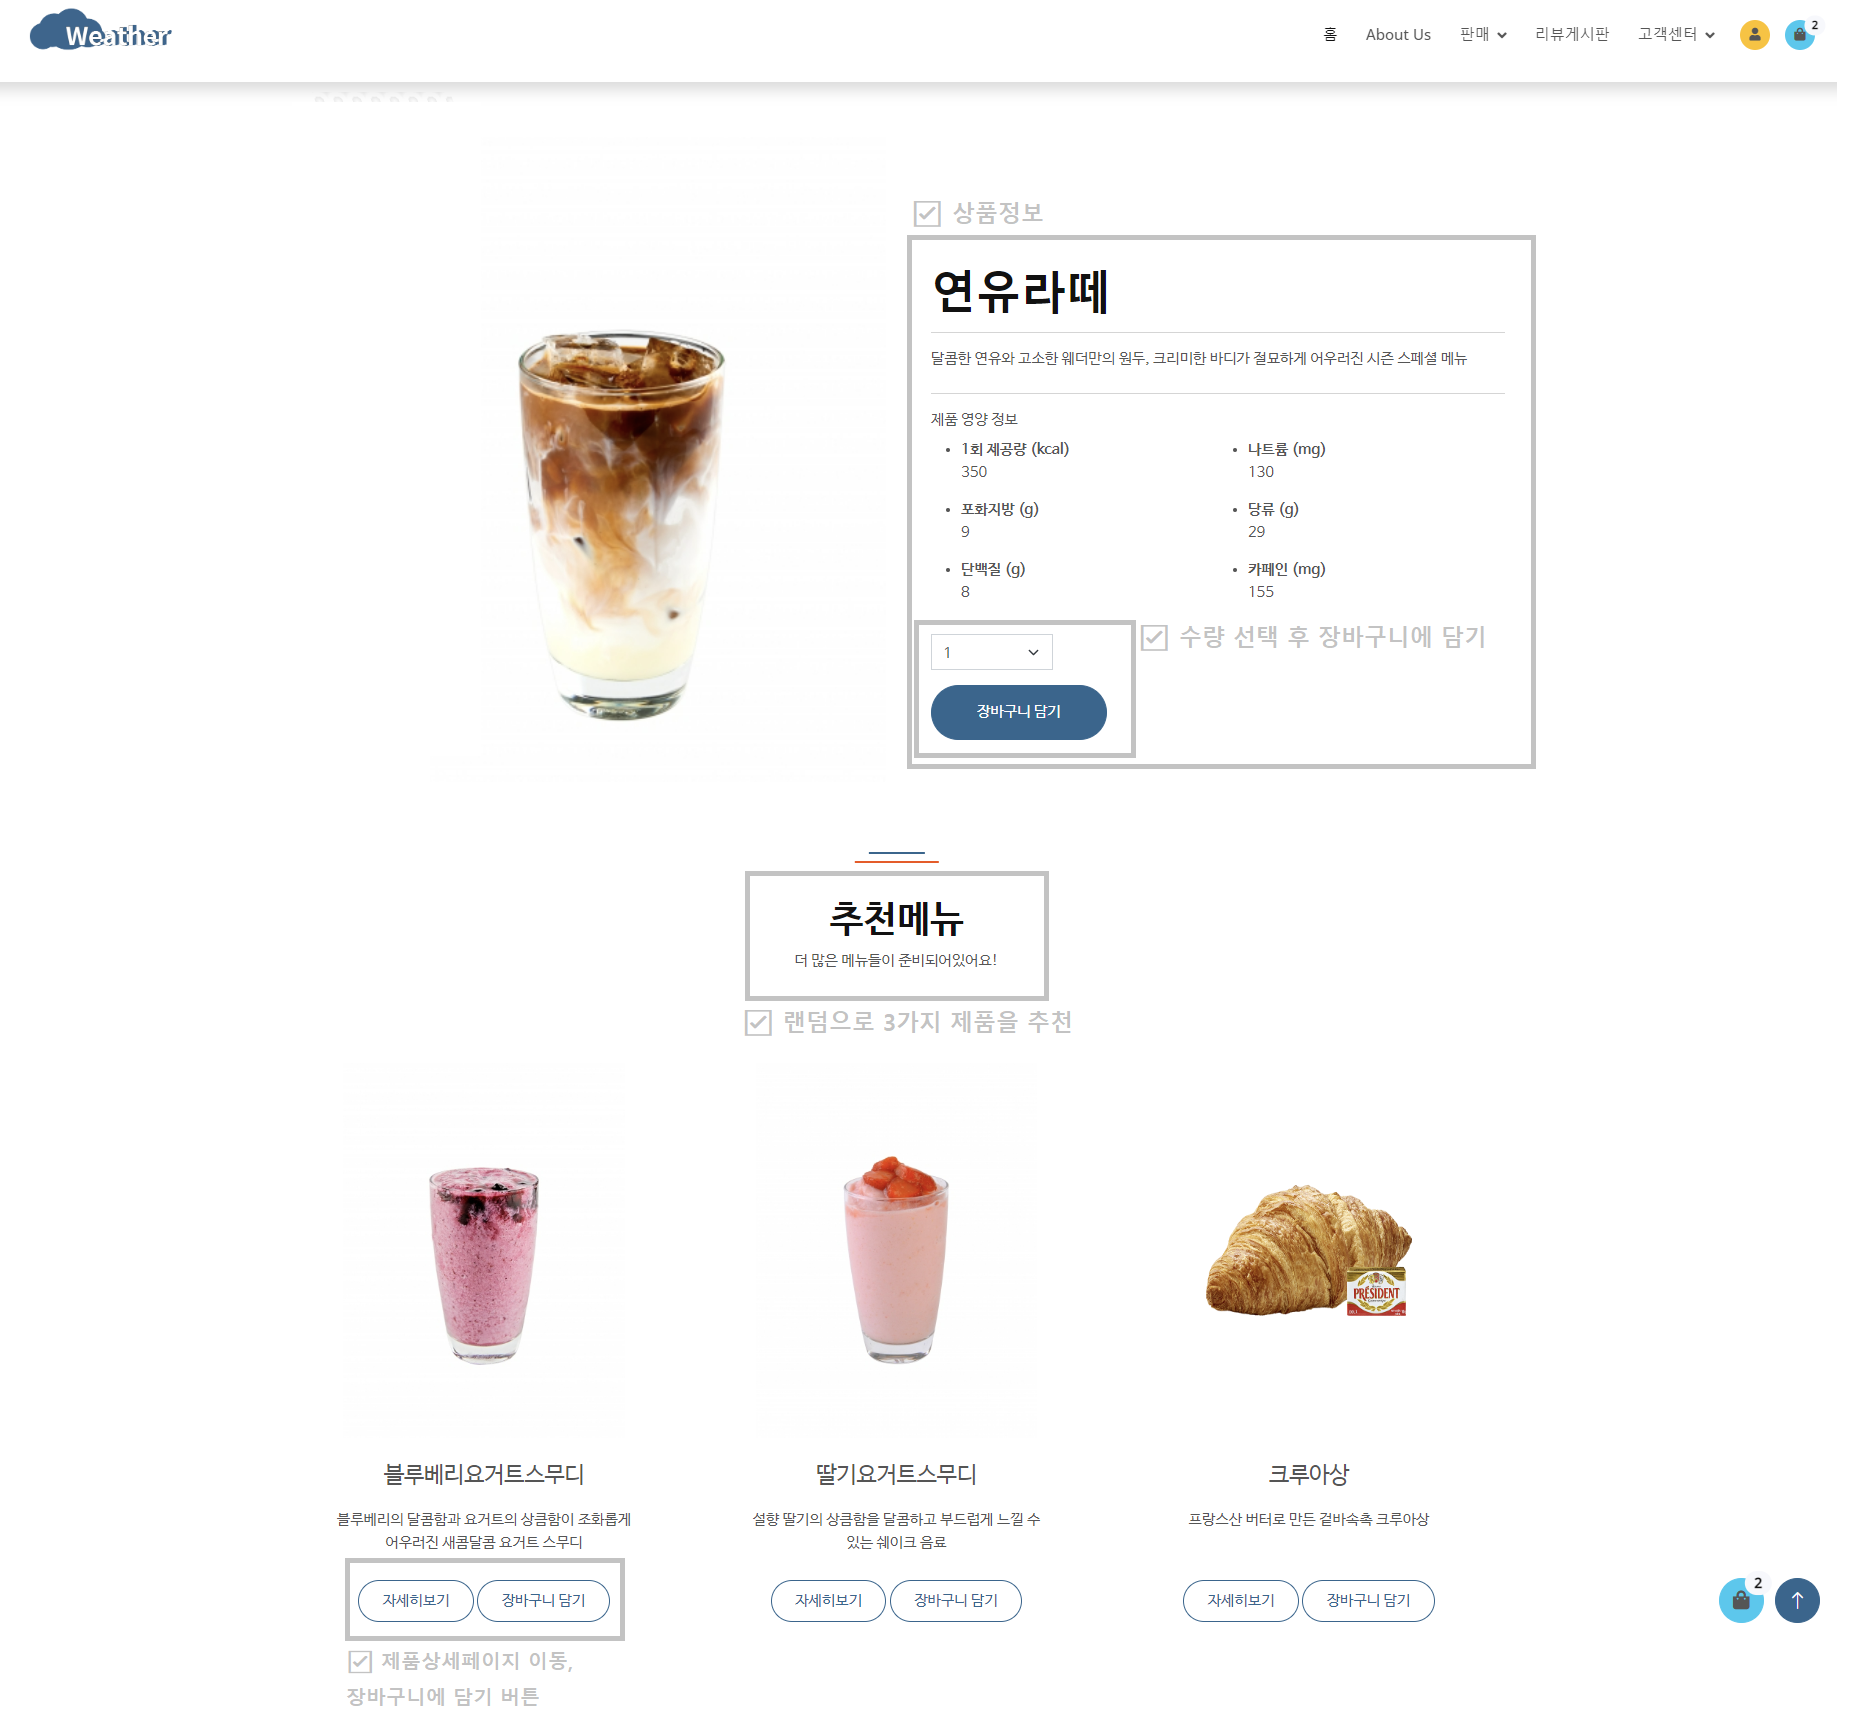 Weather
홈 About Us 판매 리뷰게시판 고객센터 2
상품정보
연유라떼
달콤한 연유와 고소한 웨더만의 원두, 크리미한 바디가 절묘하게 어우러진 시즌 스페셜 메뉴
제품 영양 정보
1회 제공량 (kcal)
350
나트륨 (mg)
130
포화지방 (g)
9
당류 (g)
29
단백질 (g)
8
카페인 (mg)
155
1
수량 선택 후 장바구니에 담기
장바구니 담기
추천메뉴
더 많은 메뉴들이 준비되어있어요!
랜덤으로 3가지 제품을 추천
PRÉSIDENT
블루베리요거트스무디
블루베리의 달콤함과 요거트의 상큼함이 조화롭게
어우러진 새콤달콤 요거트 스무디
자세히보기 장바구니 담기
제품상세페이지 이동,
장바구니에 담기 버튼
딸기요거트스무디
설향 딸기의 상큼함을 달콤하고 부드럽게 느낄 수
있는 쉐이크 음료
자세히보기 장바구니 담기
크루아상
프랑스산 버터로 만든 겉바속촉 크루아상
자세히보기 장바구니 담기
2